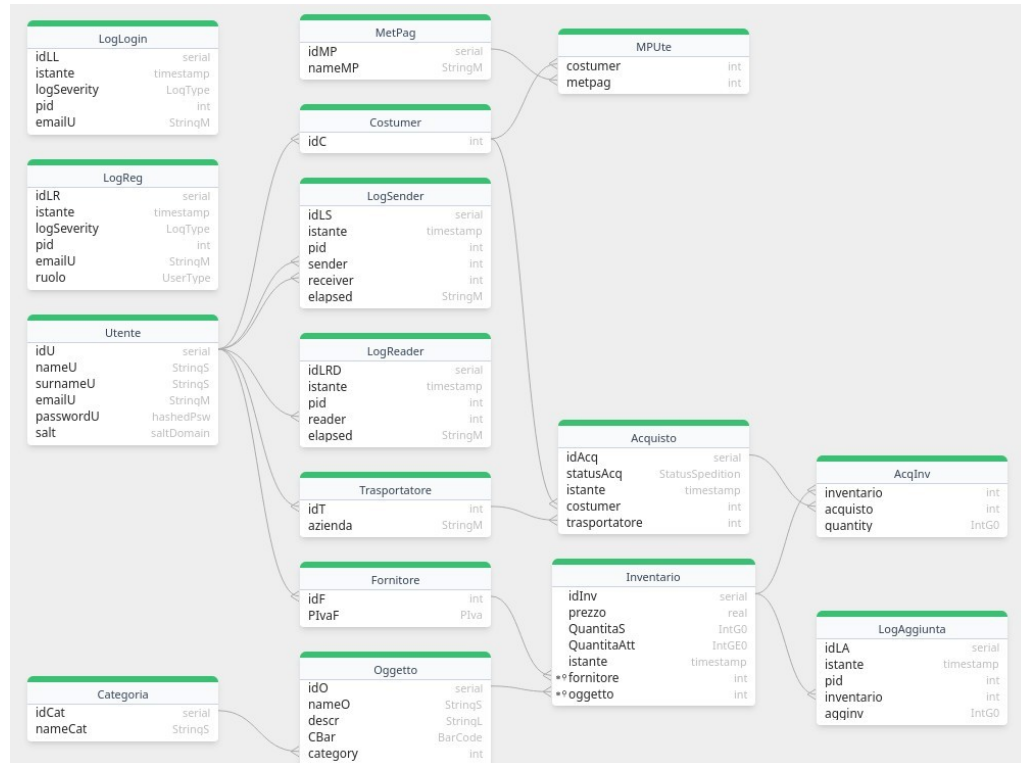 LogLogin
idLL serial
istante timestamp
logSeverity LogType
pid int
emailU StringM
LogReg
idLR serial
istante timestamp
logSeverity LogType
pid int
emailU StringM
ruolo UserType
Utente
idU serial
nameU StringS
surnameU StringS
emailU StringM
passwordU hashedPsw
salt saltDomain
Categoria
idCat serial
nameCat StringS
MetPag
idMP serial
nameMP StringM
Costumer
idC int
LogSender
idLS serial
istante timestamp
pid int
sender int
receiver int
elapsed StringM
LogReader
idLRD serial
istante timestamp
pid int
reader int
elapsed StringM
Trasportatore
idT int
azienda StringM
Fornitore
idF int
PIvaF PIva
Oggetto
idO serial
nameO StringS
descr StringL
CBar BarCode
category int
MPUte
costumer int
metpag int
Acquisto
idAcq serial
statusAcq StatusSpedition
istante timestamp
costumer int
trasportatore int
Inventario
idInv serial
prezzo real
QuantitaS IntG0
QuantitaAtt IntGE0
istante timestamp
fornitore int
oggetto int
AcqInv
inventario int
acquisto int
quantity IntG0
LogAggiunta
idLA serial
istante timestamp
pid int
inventario int
agginv IntG0